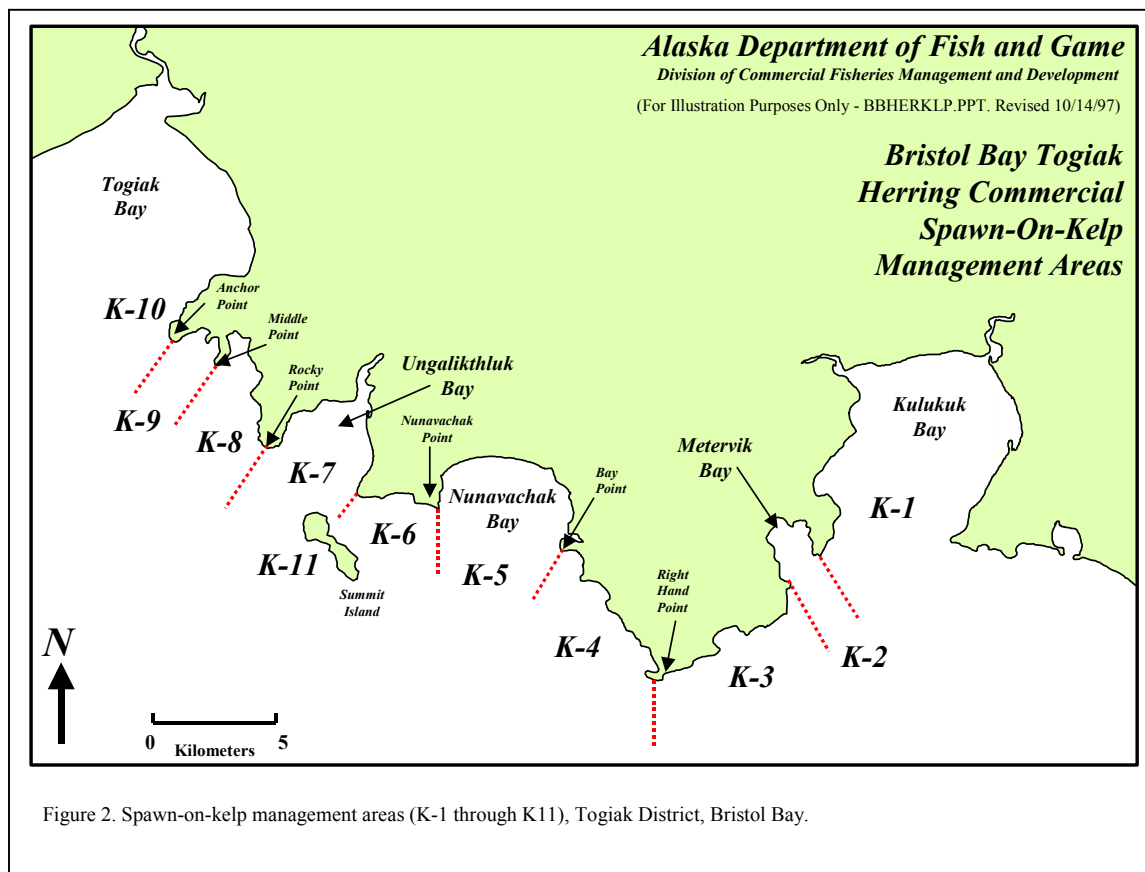 Alaska Department of Fish and Game
Division of Commercial Fisheries Management and Development
(For Illustration Purposes Only - BBHERKLP.PPT. Revised 10/14/97)
Bristol Bay Togiak
Herring Commercial
Spawn-On-Kelp
Management Areas
Togiak
Bay
K-10
Anchor
Point
Middle
Point
K-9
K-8
Rocky
Point
Ungalikthluk
Bay
K-7
Nunavachak
Point
K-6
Nunavachak
Bay
K-5
Bay
Point
K-11
Summit
Island
K-4
Right
Hand
Point
K-3
Metervik
Bay
K-2
Kulukuk
Bay
K-1
N
0 5
Kilometers
Figure 2. Spawn-on-kelp management areas (K-1 through K11), Togiak District, Bristol Bay.